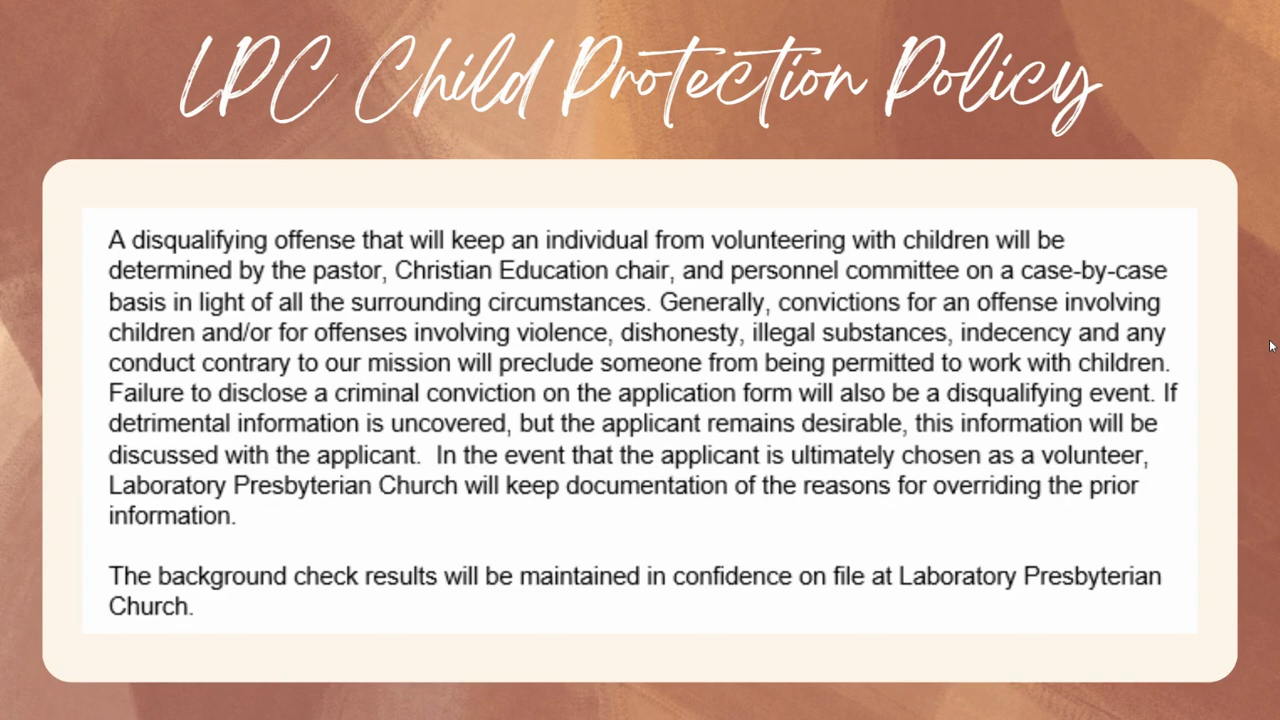 LPC Child Protection Policy
A disqualifying offense that will keep an individual from volunteering with children will be
determined by the pastor, Christian Education chair, and personnel committee on a case-by-case
basis in light of all the surrounding circumstances. Generally, convictions for an offense involving
children and/or for offenses involving violence, dishonesty, illegal substances, indecency and any
conduct contrary to our mission will preclude someone from being permitted to work with children.
Failure to disclose a criminal conviction on the application form will also be a disqualifying event. If
detrimental information is uncovered, but the applicant remains desirable, this information will be
discussed with the applicant.  In the event that the applicant is ultimately chosen as a volunteer,
Laboratory Presbyterian Church will keep documentation of the reasons for overriding the prior
information.
The background check results will be maintained in confidence on file at Laboratory Presbyterian
Church.